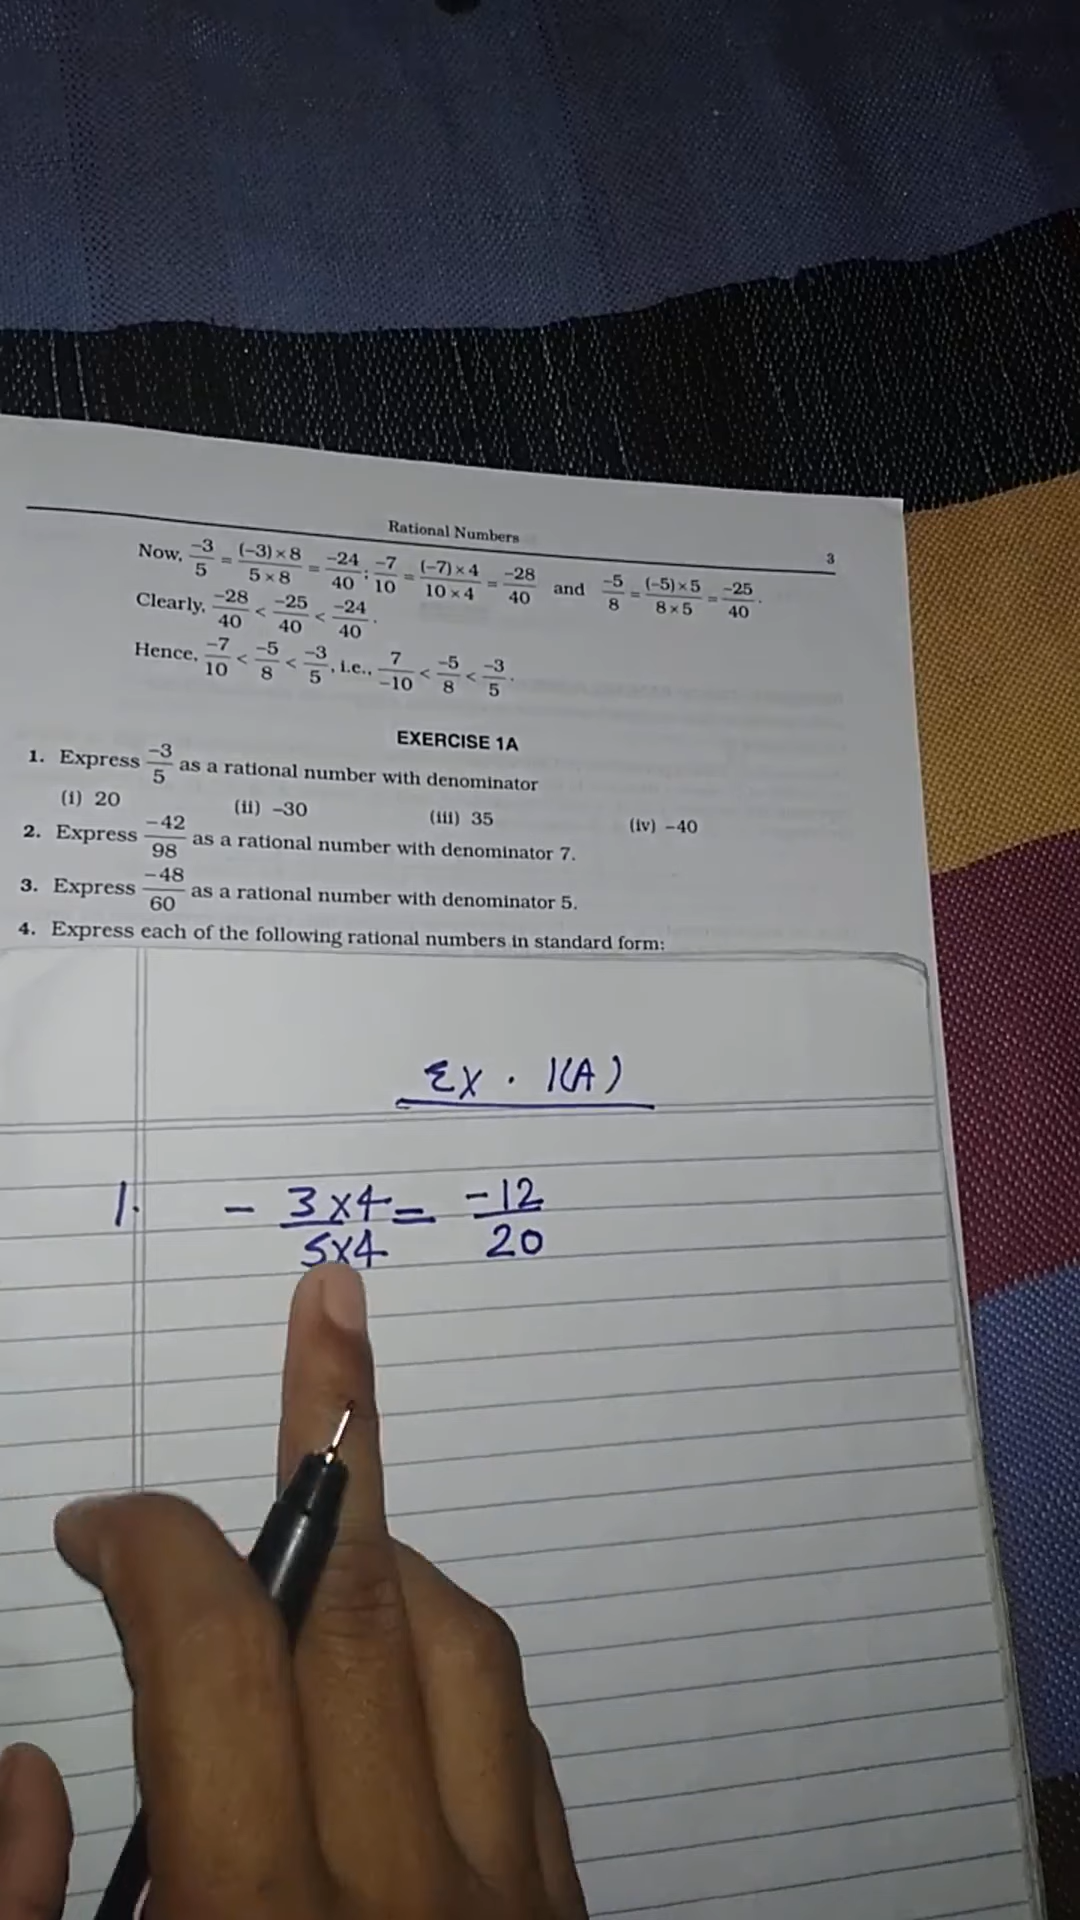 Rational Numbers
3
Now, -3/5 = (-3)×8/5×8 = -24/40; -7/10 = (-7)×4/10×4 = -28/40 and -5/8 = (-5)×5/8×5 = -25/40.
Clearly, -28/40 < -25/40 < -24/40.
Hence, -7/10 < -5/8 < -3/5, i.e., 7/-10 < -5/8 < -3/5.
EXERCISE 1A
1. Express -3/5 as a rational number with denominator
(i) 20 (ii) -30 (iii) 35 (iv) -40
2. Express -42/98 as a rational number with denominator 7.
3. Express -48/60 as a rational number with denominator 5.
4. Express each of the following rational numbers in standard form:
Ex. 1(A)
1. - 3×4/5×4 = -12/20